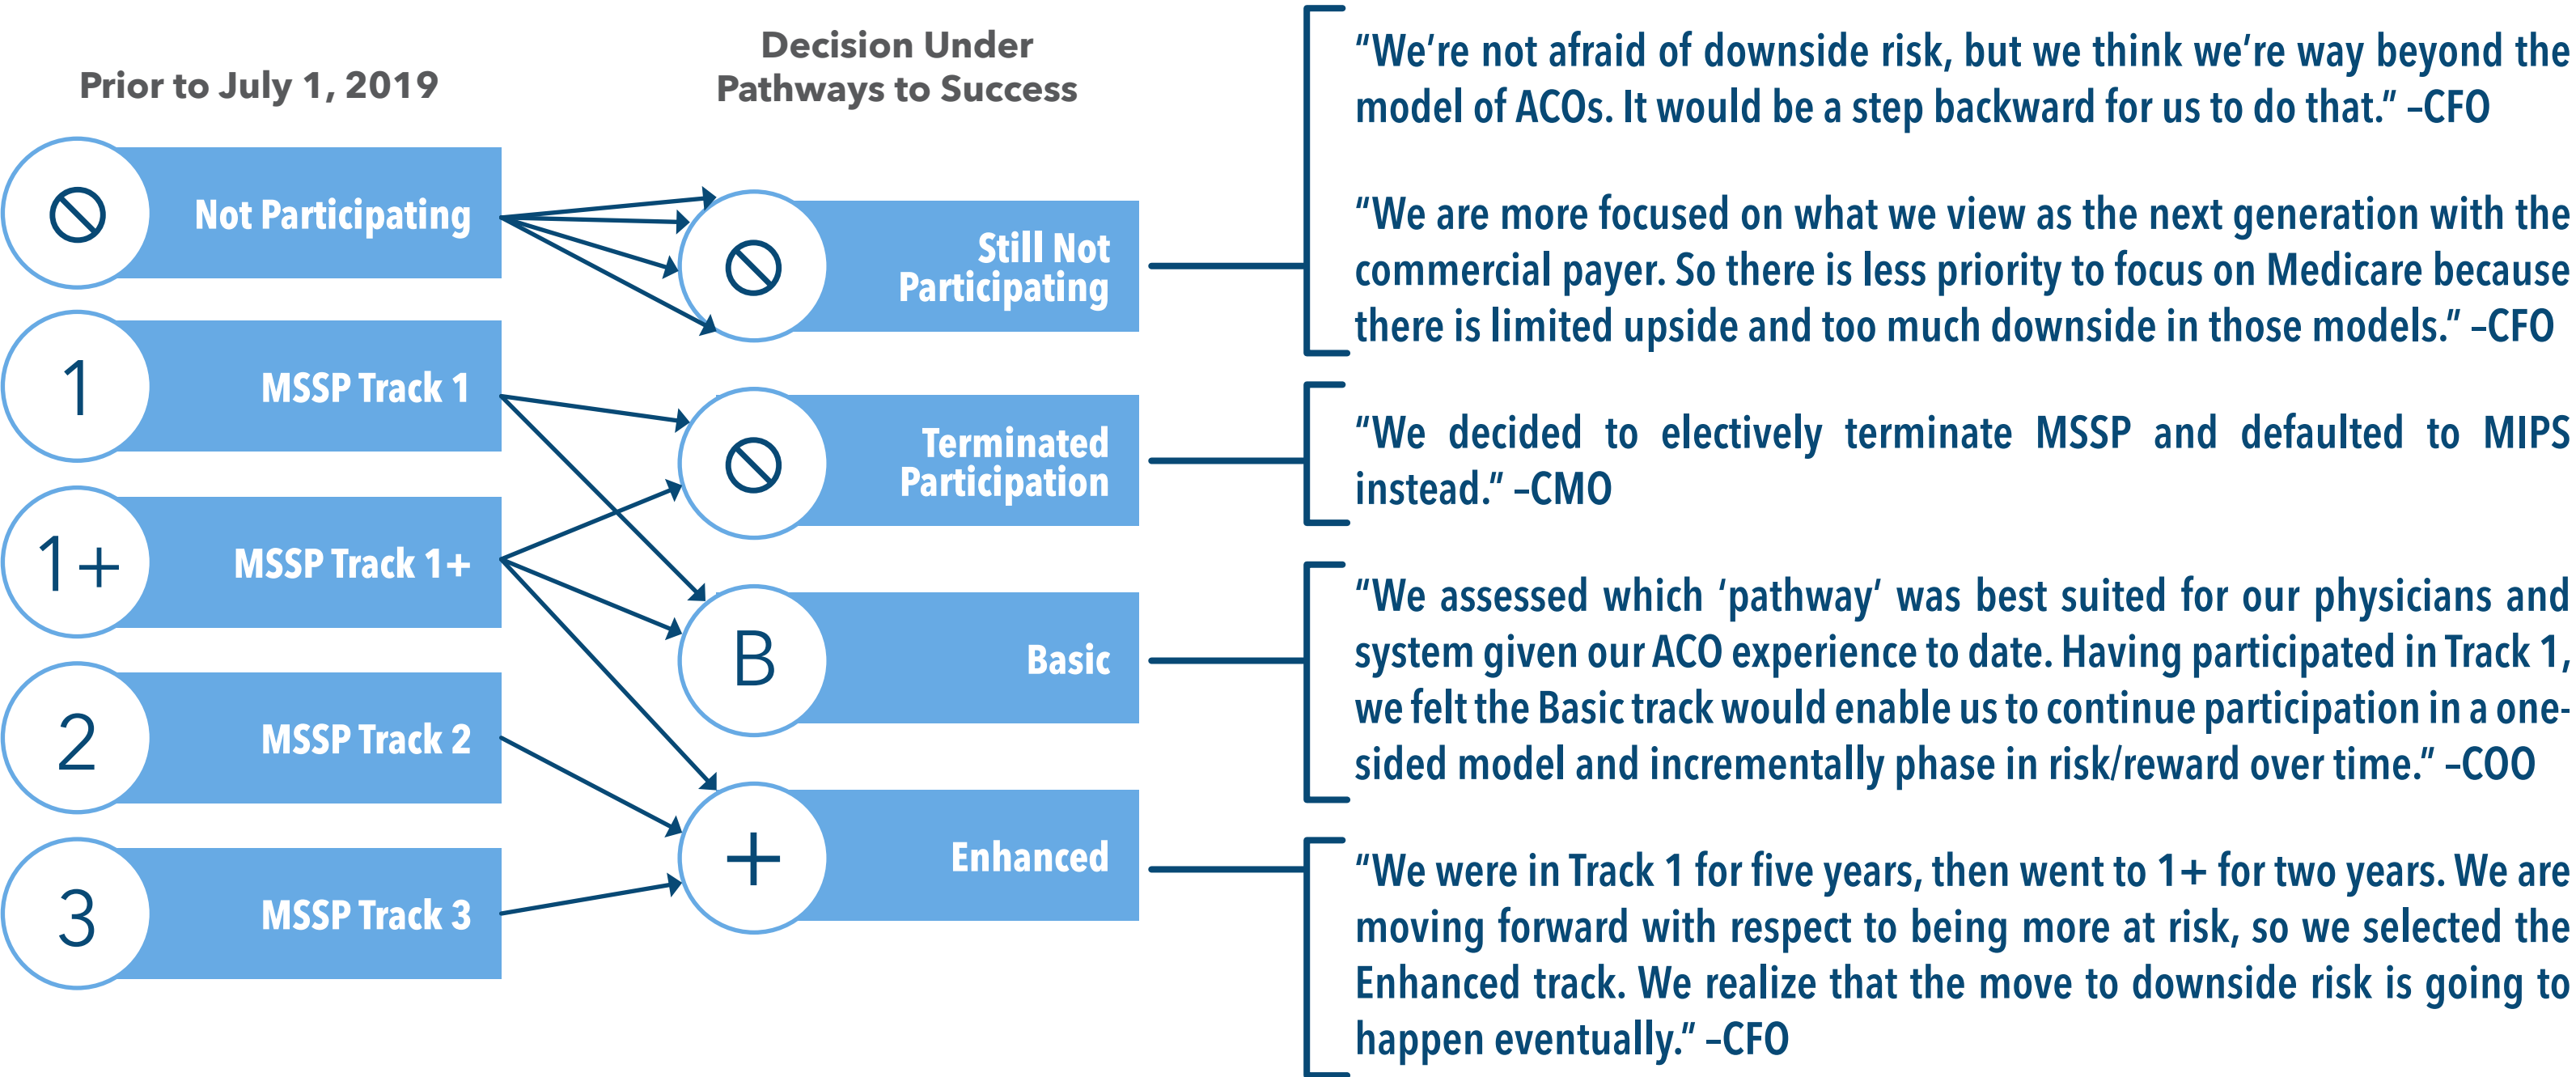 Prior to July 1, 2019
Not Participating
1
MSSP Track 1
1+
MSSP Track 1+
2
MSSP Track 2
3
MSSP Track 3
Decision Under
Pathways to Success
Still Not
Participating
Terminated
Participation
B
Basic
+
Enhanced
“We’re not afraid of downside risk, but we think we’re way beyond the
model of ACOs. It would be a step backward for us to do that.” –CFO
“We are more focused on what we view as the next generation with the
commercial payer. So there is less priority to focus on Medicare because
there is limited upside and too much downside in those models.” –CFO
“We decided to electively terminate MSSP and defaulted to MIPS
instead.” –CMO
“We assessed which ‘pathway’ was best suited for our physicians and
system given our ACO experience to date. Having participated in Track 1,
we felt the Basic track would enable us to continue participation in a one-
sided model and incrementally phase in risk/reward over time.” –COO
“We were in Track 1 for five years, then went to 1+ for two years. We are
moving forward with respect to being more at risk, so we selected the
Enhanced track. We realize that the move to downside risk is going to
happen eventually.” –CFO